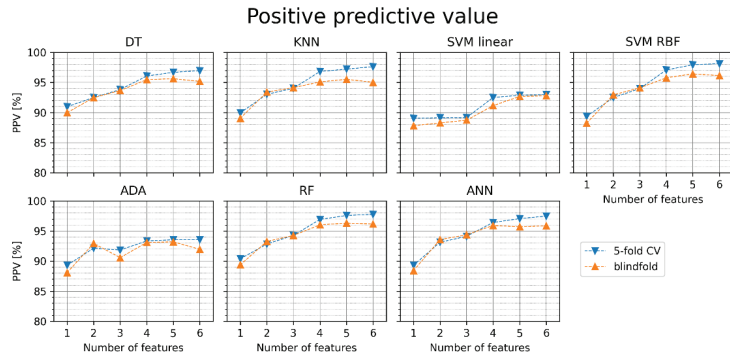 Positive predictive value
DT KNN SVM linear SVM RBF
PPV [%]
100
95
90
85
80
1 2 3 4 5 6
Number of features
ADA RF ANN
PPV [%]
100
95
90
85
80
1 2 3 4 5 6 1 2 3 4 5 6 1 2 3 4 5 6
Number of features Number of features Number of features
5-fold CV
blindfold